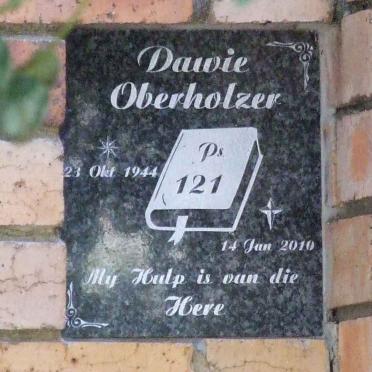 Dawie
Oberholzer
Ps
121
23 Okt 1944
14 Jan 2010
My Hulp is van die
Here